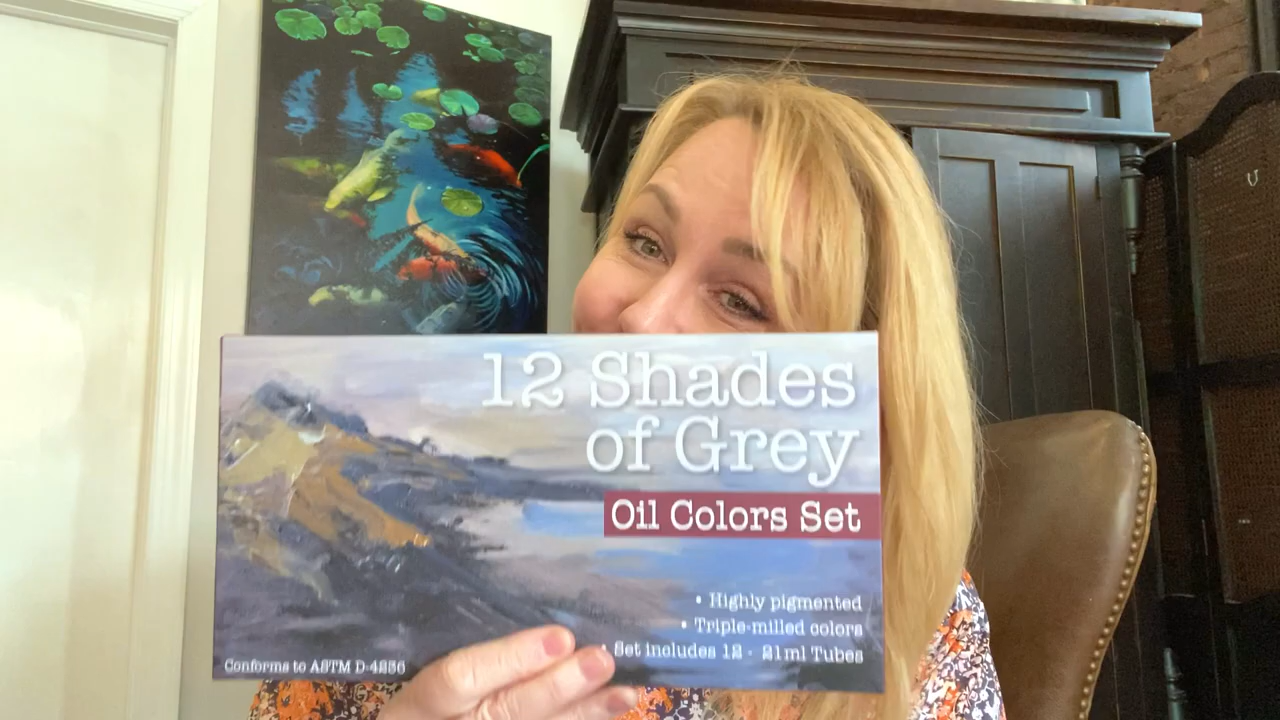 12 Shades
of Grey
Oil Colors Set
• Highly pigmented
• Triple-milled colors
• Set includes 12 - 21ml Tubes
Conforms to ASTM D-4236